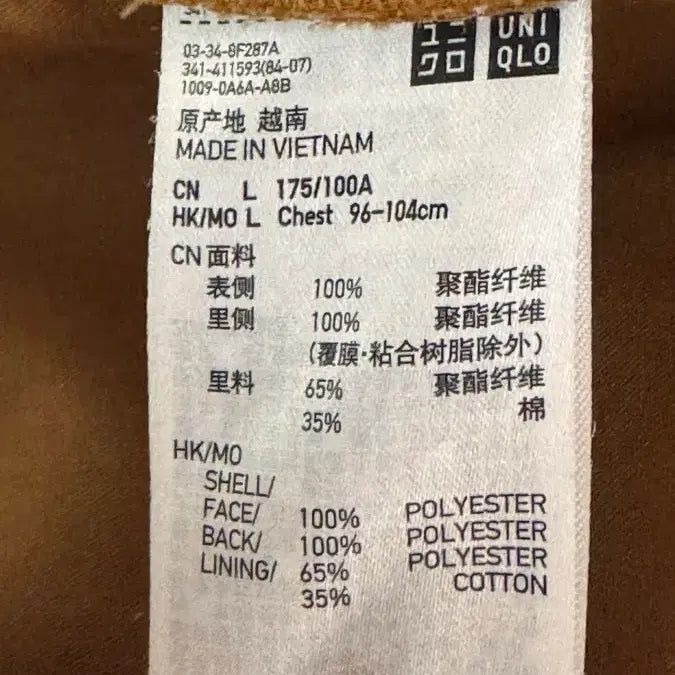 ユニ UNI
クロ QLO
03-34-8F287A
341-411593(84-07)
1009-0A6A-A8B
原产地 越南
MADE IN VIETNAM
CN L 175/100A
HK/MO L Chest 96-104cm
CN 面料
表侧 100% 聚酯纤维
里侧 100% 聚酯纤维
(覆膜·粘合树脂除外)
里料 65% 聚酯纤维
35% 棉
HK/MO
SHELL/
FACE/ 100% POLYESTER
BACK/ 100% POLYESTER
LINING/ 65% POLYESTER
35% COTTON